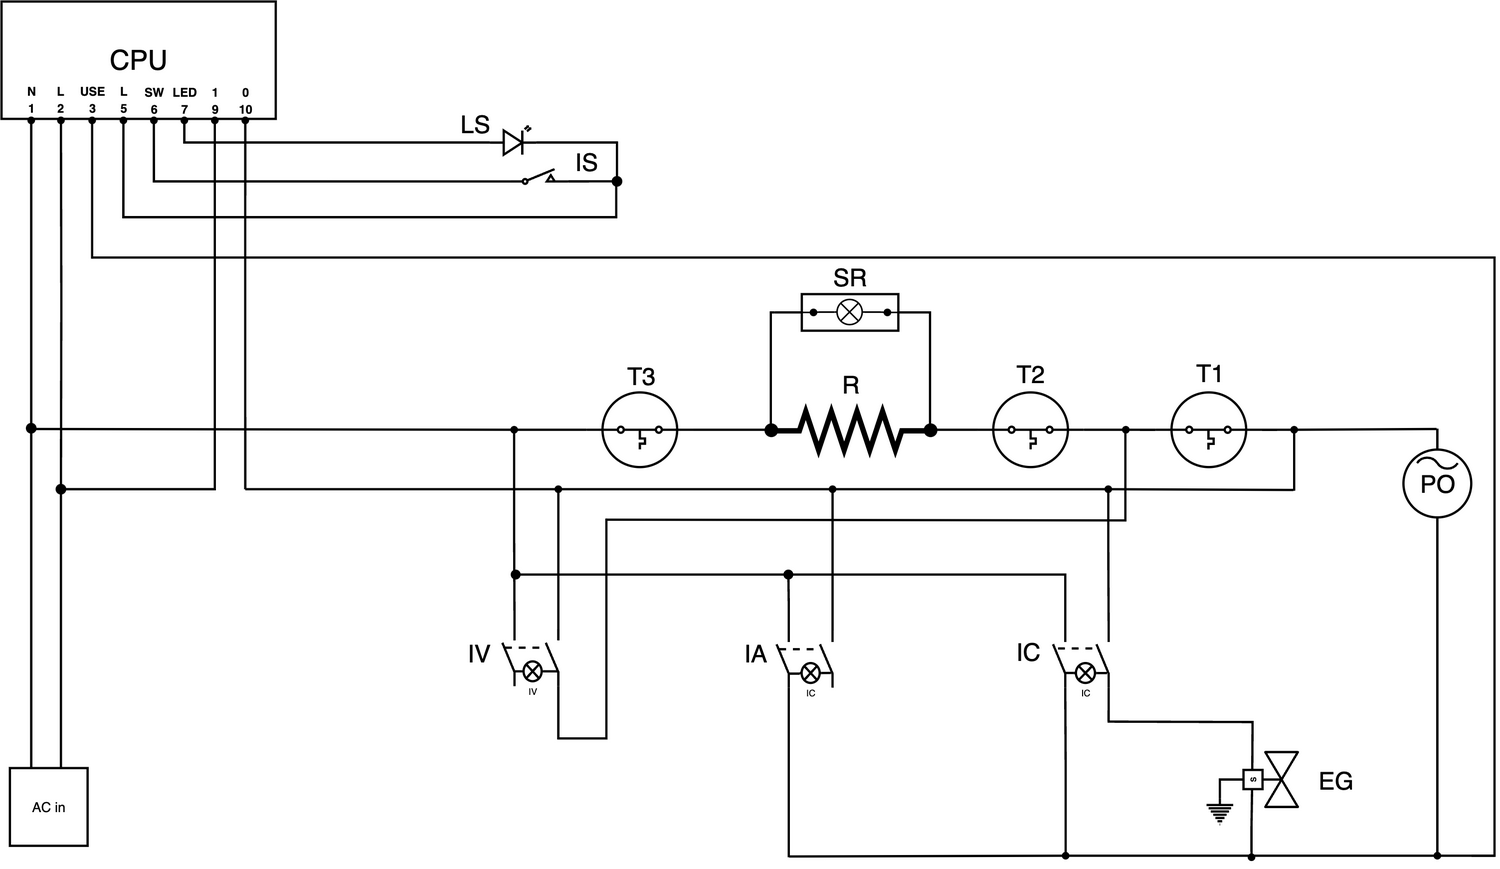 CPU
N L USE L SW LED 1 0
1 2 3 5 6 7 9 10
LS
IS
SR
T3
R
T2
T1
PO
IV
IA
IC
IV
IC
IC
AC in
S
EG